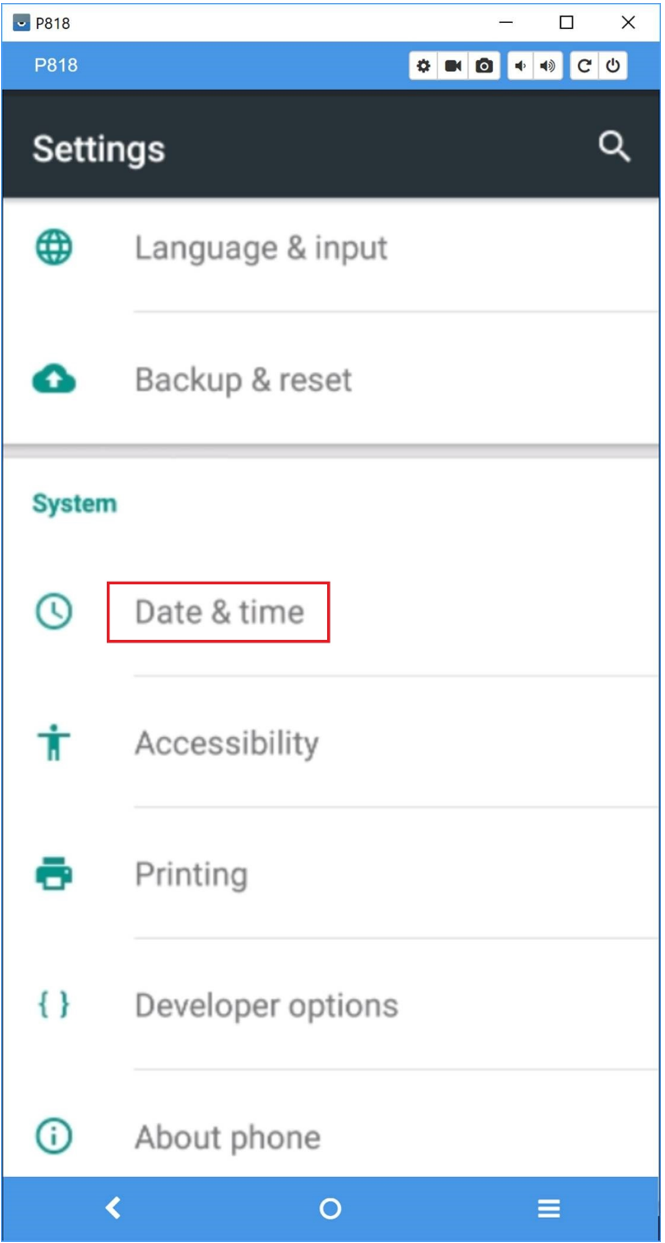 P818
P818
Settings
Language & input
Backup & reset
System
Date & time
Accessibility
Printing
{ } Developer options
About phone